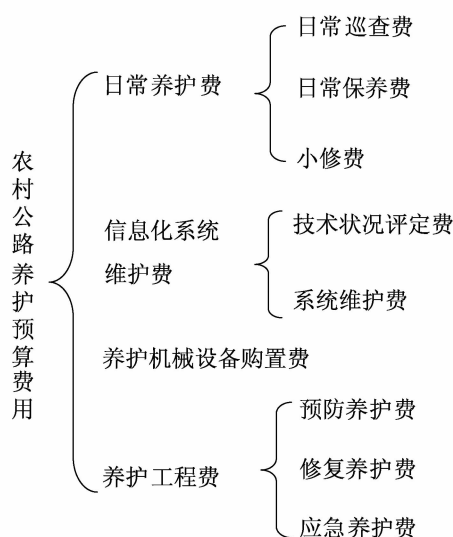 农村公路养护预算费用
日常养护费
日常巡查费
日常保养费
小修费
信息化系统
维护费
技术状况评定费
系统维护费
养护机械设备购置费
养护工程费
预防养护费
修复养护费
应急养护费